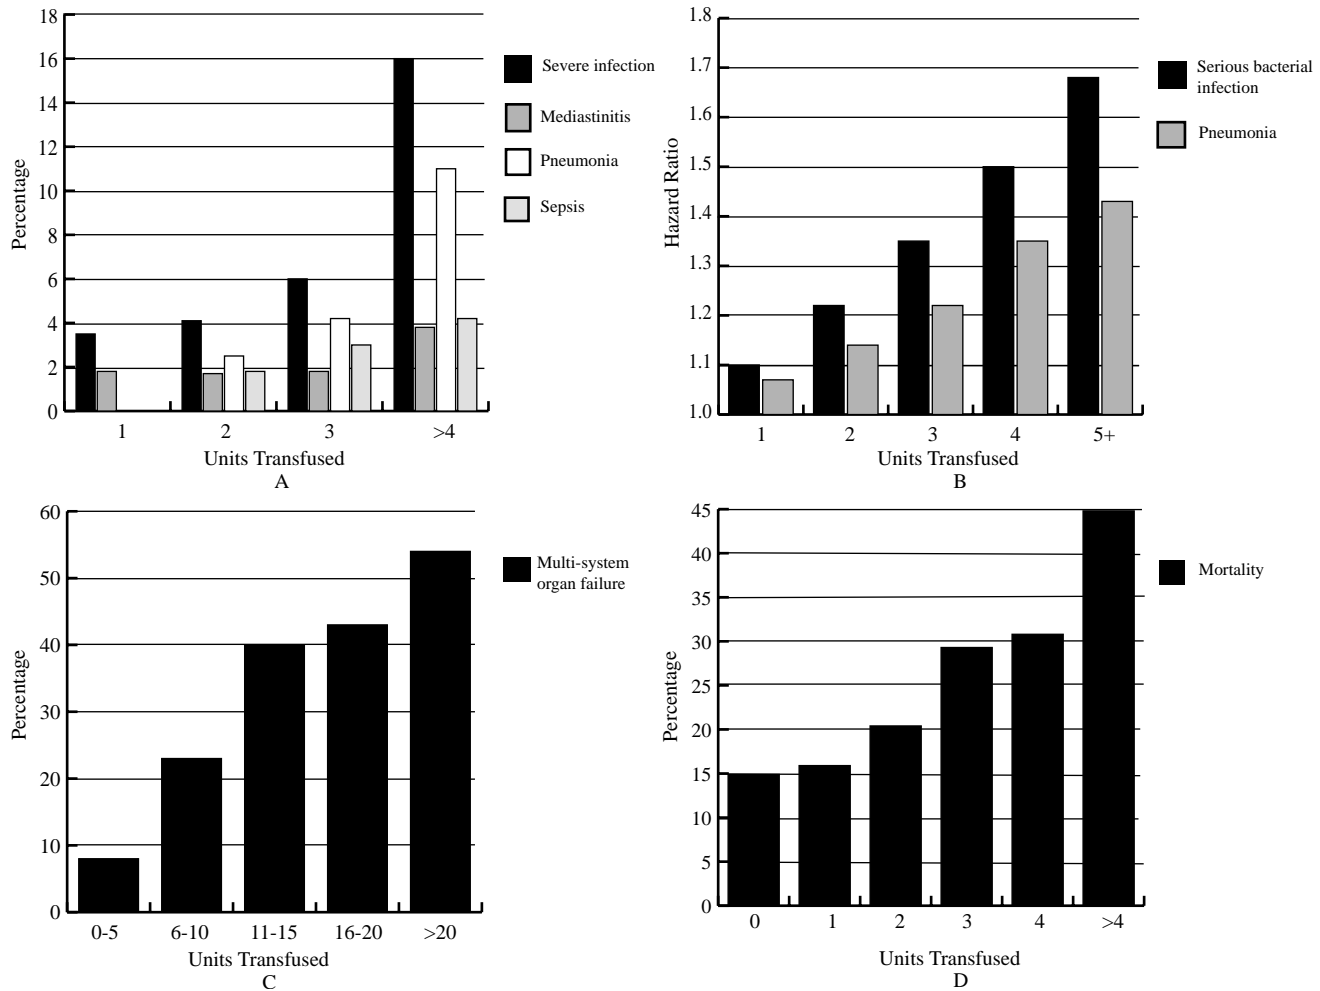 18
16
14
12
10
8
6
4
2
0
Percentage
1 2 3 >4
Units Transfused
A
Severe infection
Mediastinitis
Pneumonia
Sepsis
1.8
1.7
1.6
1.5
1.4
1.3
1.2
1.1
1.0
Hazard Ratio
1 2 3 4 5+
Units Transfused
B
Serious bacterial
infection
Pneumonia
60
50
40
30
20
10
0
Percentage
0-5 6-10 11-15 16-20 >20
Units Transfused
C
Multi-system
organ failure
45
40
35
30
25
20
15
10
5
0
Percentage
0 1 2 3 4 >4
Units Transfused
D
Mortality